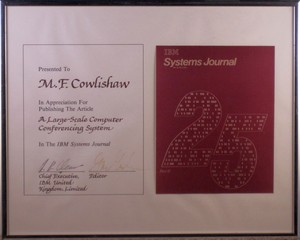 Presented To
M.F. Cowlishaw
In Appreciation For
Publishing The Article
A Large-Scale Computer
Conferencing System
In The IBM Systems Journal
Chief Executive, Editor
IBM United
Kingdom Limited
IBM
Systems Journal
25